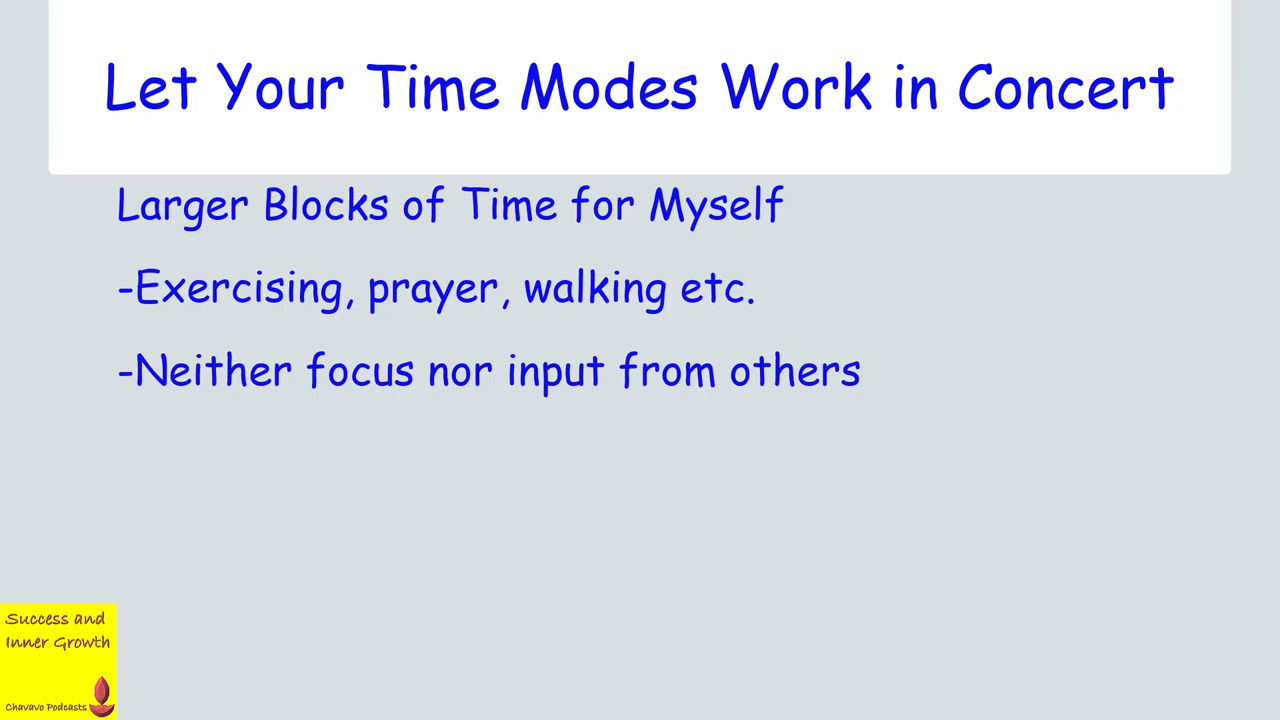 Let Your Time Modes Work in Concert
Larger Blocks of Time for Myself
-Exercising, prayer, walking etc.
-Neither focus nor input from others
Success and
Inner Growth
Chavavo Podcasts